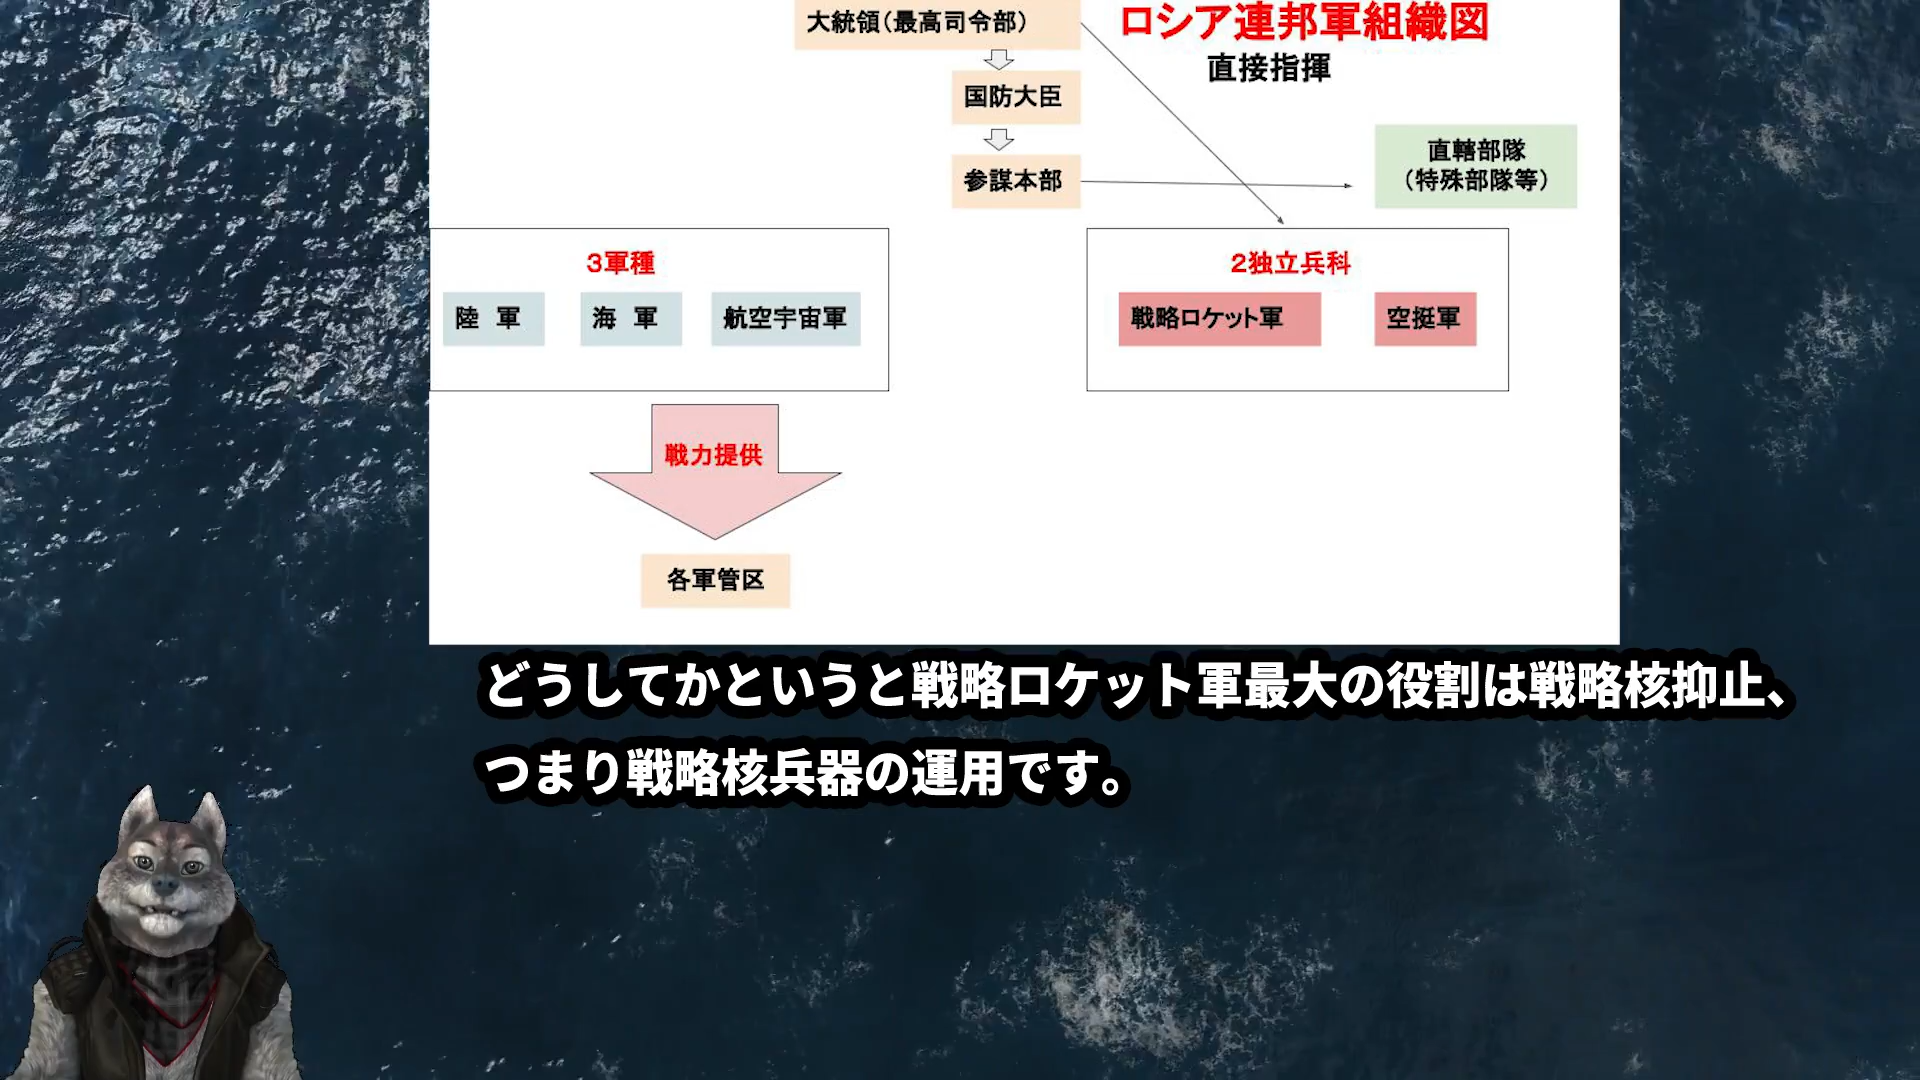 大統領(最高司令部)
ロシア連邦軍組織図
直接指揮
国防大臣
直轄部隊
(特殊部隊等)
参謀本部
3軍種
2独立兵科
陸 軍
海 軍
航空宇宙軍
戦略ロケット軍
空挺軍
戦力提供
各軍管区
どうしてかというと戦略ロケット軍最大の役割は戦略核抑止、
つまり戦略核兵器の運用です。